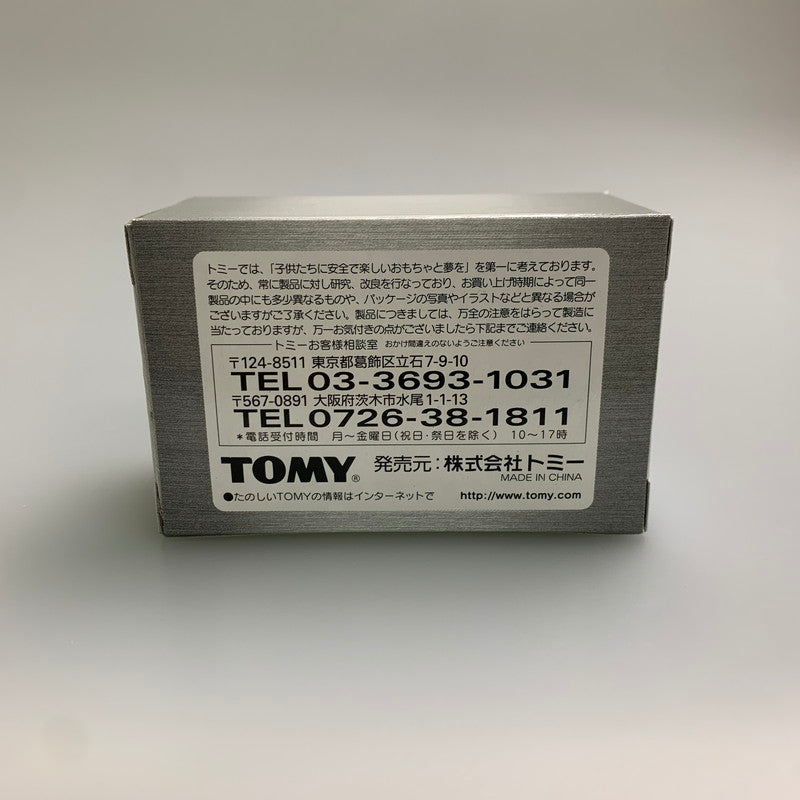 トミーでは、「子供たちに安全で楽しいおもちゃと夢を」を第一に考えております。
そのため、常に製品に対し研究、改良を行なっており、お買い上げ時期によって同一
製品の中にも多少異なるものや、パッケージの写真やイラストなどと異なる場合が
ございますがご了承ください。製品につきましては、万全の注意をはらって製造に
当たっておりますが、万一お気付きの点がございましたら下記までご連絡ください。
トミーお客様相談室 おかけ間違えのないようご注意ください
〒124-8511 東京都葛飾区立石7-9-10
TEL 03-3693-1031
〒567-0891 大阪府茨木市水尾1-1-13
TEL 0726-38-1811
*電話受付時間 月〜金曜日(祝日・祭日を除く) 10〜17時
TOMY® 発売元:株式会社トミー
MADE IN CHINA
●たのしいTOMYの情報はインターネットで http://www.tomy.com